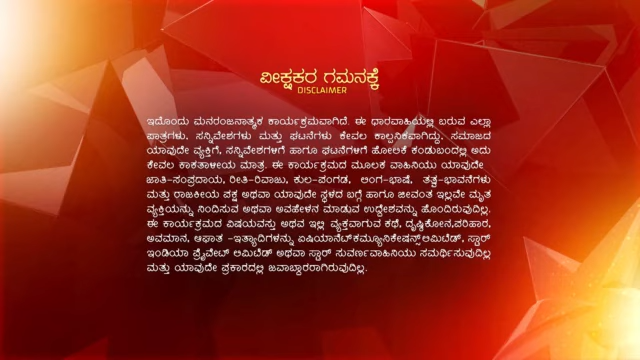 ವೀಕ್ಷಕರ ಗಮನಕ್ಕೆ
DISCLAIMER
ಇದೊಂದು ಮನರಂಜನಾತ್ಮಕ ಕಾರ್ಯಕ್ರಮವಾಗಿದೆ. ಈ ಧಾರವಾಹಿಯಲ್ಲಿ ಬರುವ ಎಲ್ಲಾ
ಪಾತ್ರಗಳು, ಸನ್ನಿವೇಶಗಳು ಮತ್ತು ಘಟನೆಗಳು ಕೇವಲ ಕಾಲ್ಪನಿಕವಾಗಿದ್ದು, ಸಮಾಜದ
ಯಾವುದೇ ವ್ಯಕ್ತಿಗೆ, ಸನ್ನಿವೇಶಗಳಿಗೆ ಹಾಗೂ ಘಟನೆಗಳಿಗೆ ಹೋಲಿಕೆ ಕಂಡುಬಂದಲ್ಲಿ ಅದು
ಕೇವಲ ಕಾಕತಾಳೀಯ ಮಾತ್ರ. ಈ ಕಾರ್ಯಕ್ರಮದ ಮೂಲಕ ವಾಹಿನಿಯು ಯಾವುದೇ
ಜಾತಿ-ಸಂಪ್ರದಾಯ, ರೀತಿ-ರಿವಾಜು, ಕುಲ-ಪಂಗಡ, ಲಿಂಗ-ಭಾಷೆ, ತತ್ವ-ಭಾವನೆಗಳು
ಮತ್ತು ರಾಜಕೀಯ ಪಕ್ಷ ಅಥವಾ ಯಾವುದೇ ಸ್ಥಳದ ಬಗ್ಗೆ ಹಾಗೂ ಜೀವಂತ ಇಲ್ಲವೇ ಮೃತ
ವ್ಯಕ್ತಿಯನ್ನು ನಿಂದಿಸುವ ಅಥವಾ ಅವಹೇಳನ ಮಾಡುವ ಉದ್ದೇಶವನ್ನು ಹೊಂದಿರುವುದಿಲ್ಲ.
ಈ ಕಾರ್ಯಕ್ರಮದ ವಿಷಯವಸ್ತು ಅಥವ ಇಲ್ಲಿ ವ್ಯಕ್ತವಾಗುವ ಕಥೆ, ದೃಷ್ಟಿಕೋನ,ಪರಿಹಾರ,
ಅವಮಾನ, ಆಘಾತ -ಇತ್ಯಾದಿಗಳನ್ನು ಏಷಿಯಾನೆಟ್‌ಕಮ್ಯೂನಿಕೇಷನ್ಸ್ ಲಿಮಿಟೆಡ್, ಸ್ಟಾರ್
ಇಂಡಿಯಾ ಪ್ರೈವೇಟ್ ಲಿಮಿಟೆಡ್ ಅಥವಾ ಸ್ಟಾರ್ ಸುವರ್ಣವಾಹಿನಿಯು ಸಮರ್ಥಿಸುವುದಿಲ್ಲ
ಮತ್ತು ಯಾವುದೇ ಪ್ರಕಾರದಲ್ಲಿ ಜವಾಬ್ದಾರರಾಗಿರುವುದಿಲ್ಲ.